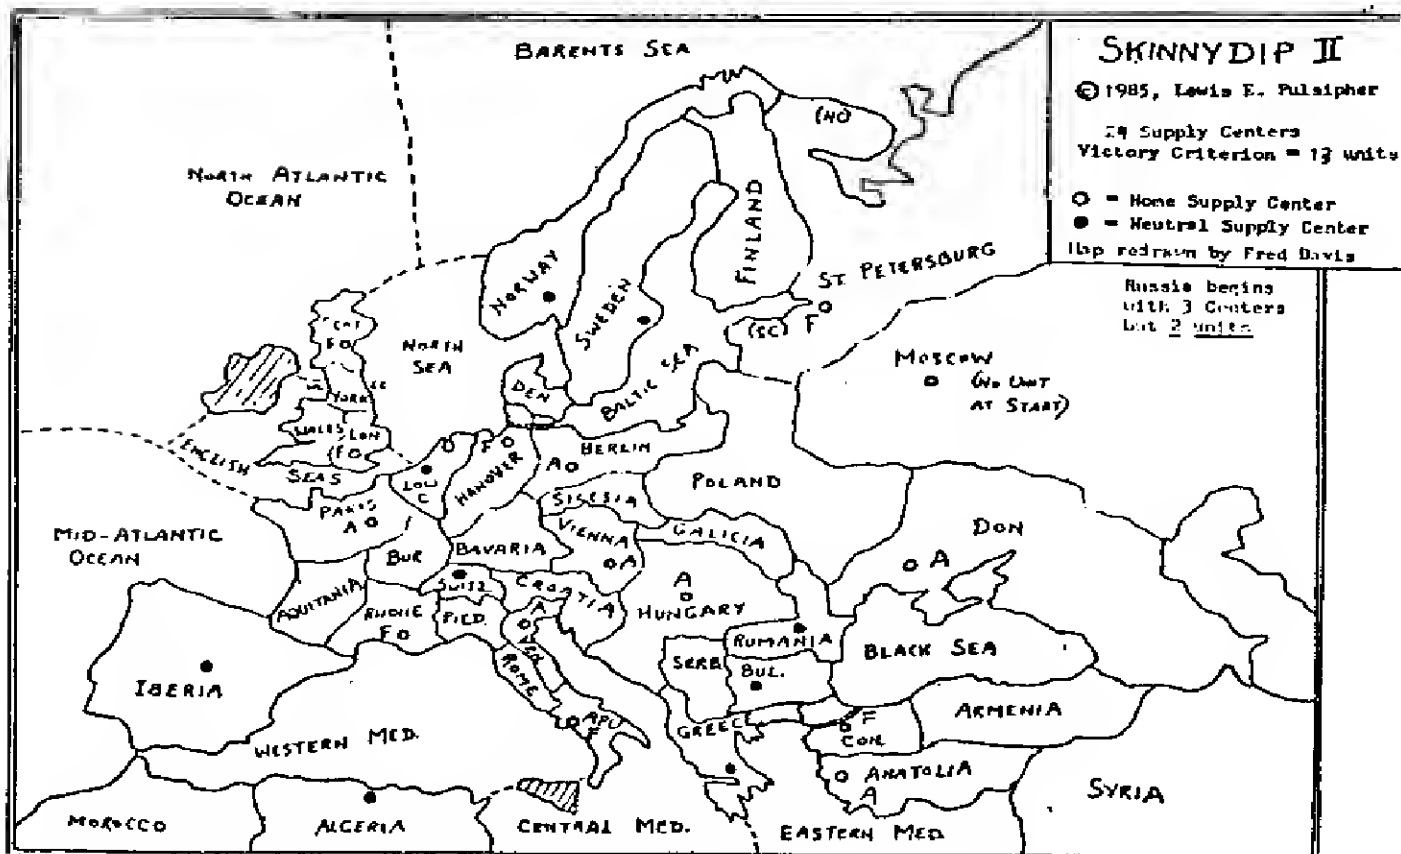 BARENTS SEA
SKINNYDIP II
© 1985, Lewis E. Pulsipher
24 Supply Centers
Victory Criterion = 13 units
○ = Home Supply Center
● = Neutral Supply Center
Map redrawn by Fred Davis
Russia begins
with 3 Centers
but 2 units
(NC)
NORTH ATLANTIC
OCEAN
NORWAY
SWEDEN
FINLAND
ST. PETERSBURG
(SC) F
F
NORTH
SEA
DEN
BALTIC SEA
MOSCOW
(NO UNIT
AT START)
YORK
WALES
LON
F
ENGLISH
SEAS
LOW
C
F
HANOVER
BERLIN
A
SILESIA
POLAND
PARIS
A
MID-ATLANTIC
OCEAN
BUR
BAVARIA
VIENNA
A
GALICIA
DON
A
AQUITANIA
SWISS
CROATIA
A
HUNGARY
RHONE
F
PIED.
A
VEN
ROME
RUMANIA
BLACK SEA
SERB
BUL.
IBERIA
APU
F
GREEC
F
CON.
ARMENIA
WESTERN MED.
ANATOLIA
A
SYRIA
MOROCCO
ALGERIA
CENTRAL MED.
EASTERN MED.